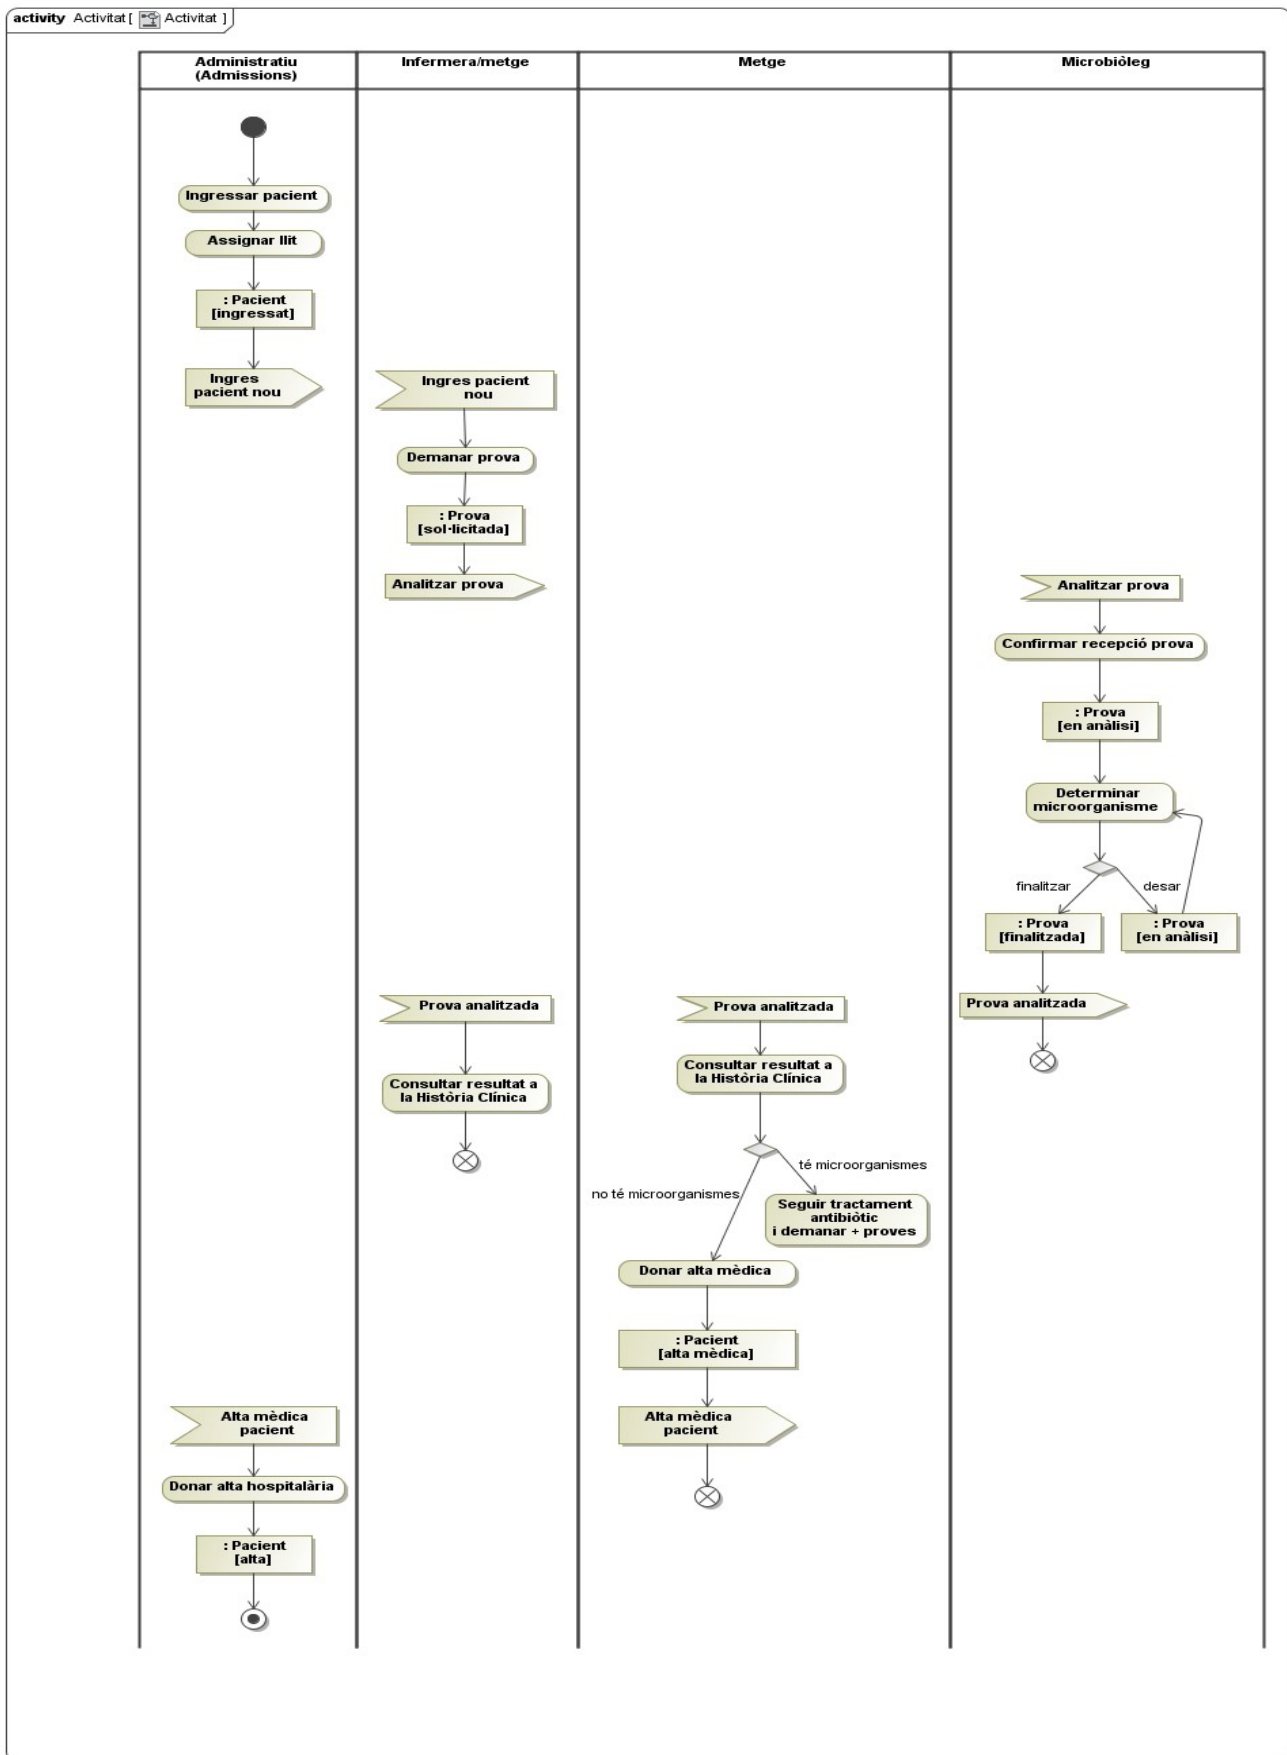 activity Activitat [ Activitat ]
Administratiu
(Admissions)
Infermera/metge
Metge
Microbiòleg
Ingressar pacient
Assignar llit
: Pacient
[ingressat]
Ingres
pacient nou
Ingres pacient
nou
Demanar prova
: Prova
[sol·licitada]
Analitzar prova
Analitzar prova
Confirmar recepció prova
: Prova
[en anàlisi]
Determinar
microorganisme
finalitzar
desar
: Prova
[finalitzada]
: Prova
[en anàlisi]
Prova analitzada
Prova analitzada
Prova analitzada
Consultar resultat a
la Història Clínica
Consultar resultat a
la Història Clínica
té microorganismes
no té microorganismes
Seguir tractament
antibiòtic
i demanar + proves
Donar alta mèdica
: Pacient
[alta mèdica]
Alta mèdica
pacient
Alta mèdica
pacient
Donar alta hospitalària
: Pacient
[alta]